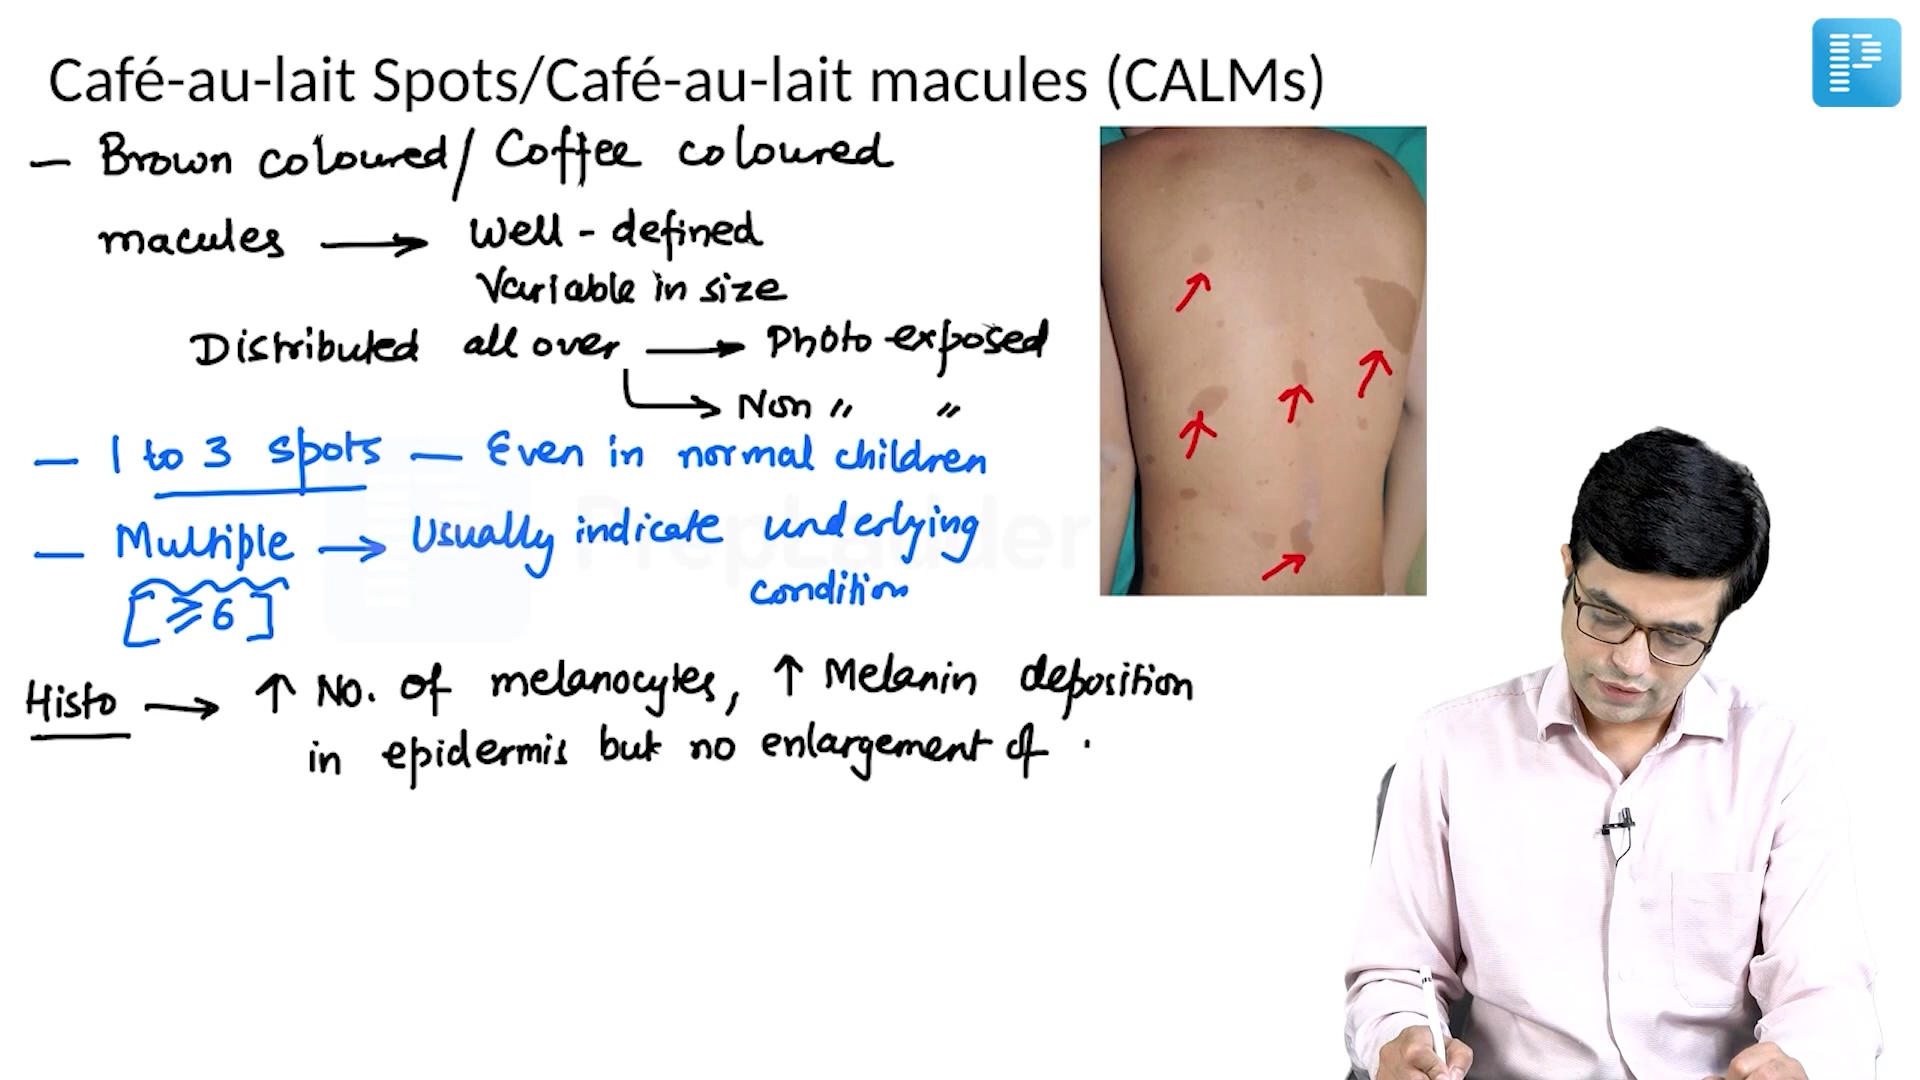 Café-au-lait Spots/Café-au-lait macules (CALMs)
— Brown coloured/ Coffee coloured
macules → Well-defined
Variable in size
Distributed all over → Photo exposed
→ Non " "
— 1 to 3 spots — Even in normal children
— Multiple → Usually indicate underlying
condition
[≥6]
Histo → ↑ No. of melanocytes, ↑ Melanin deposition
in epidermis but no enlargement of
PrepLadder